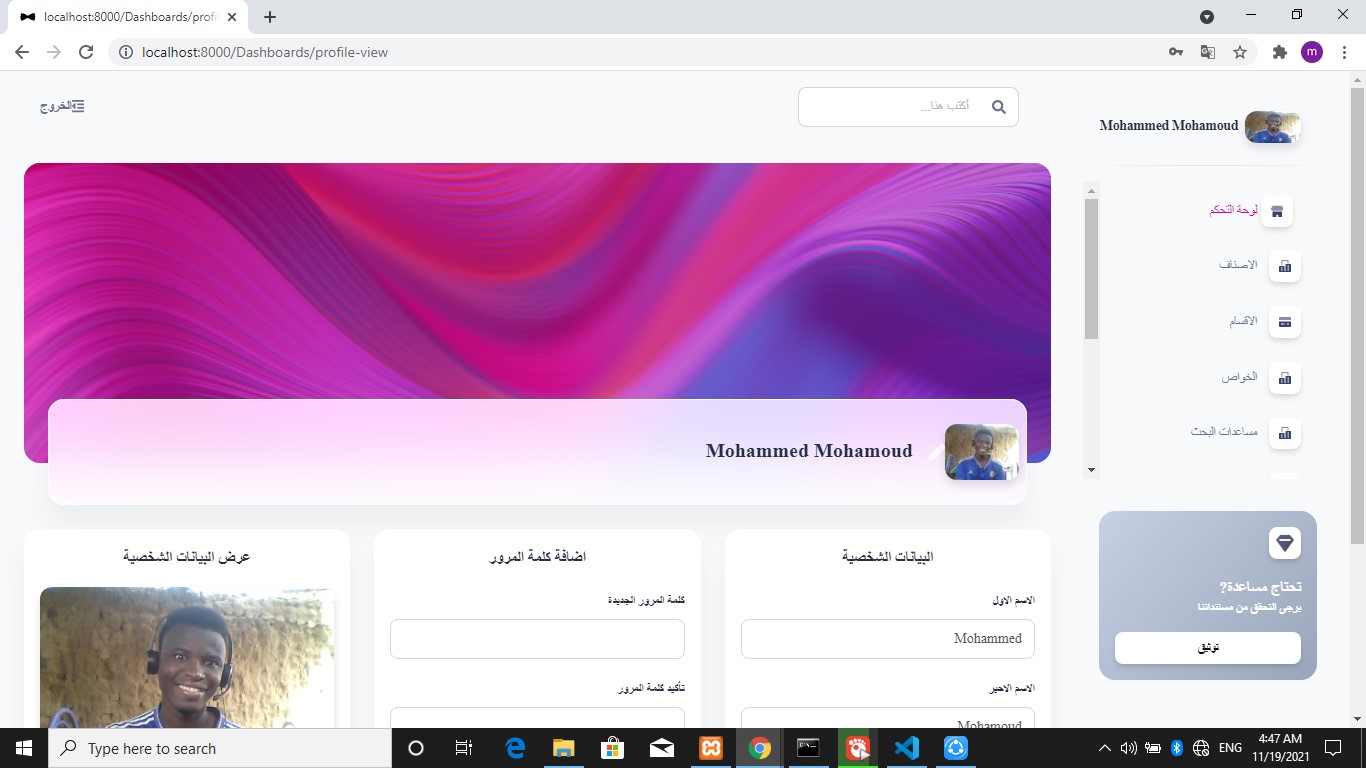 localhost:8000/Dashboards/profi
localhost:8000/Dashboards/profile-view
m
الخروج
أكتب هنا...
Mohammed Mohamoud
لوحة التحكم
الاصناف
الاقسام
الخواص
مساعدات البحث
Mohammed Mohamoud
تحتاج مساعدة?
يرجى التحقق من مستنداتنا
توثيق
البيانات الشخصية
الاسم الاول
Mohammed
الاسم الاخير
Mohamoud
اضافة كلمة المرور
كلمة المرور الجديدة
تأكيد كلمة المرور
عرض البيانات الشخصية
Type here to search
ENG
4:47 AM
11/19/2021